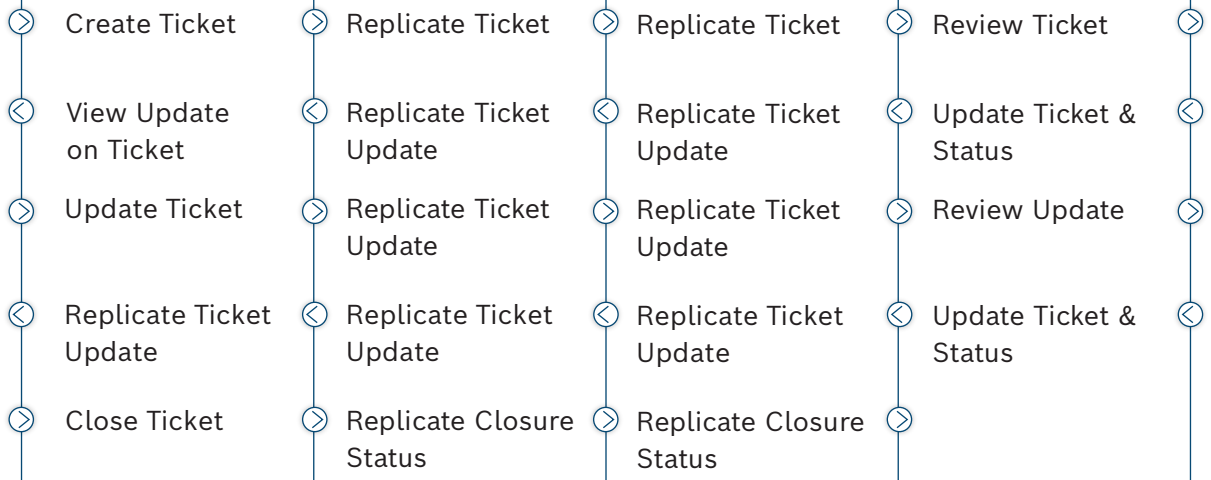 Create Ticket
Replicate Ticket
Replicate Ticket
Review Ticket
View Update
on Ticket
Replicate Ticket
Update
Replicate Ticket
Update
Update Ticket &
Status
Update Ticket
Replicate Ticket
Update
Replicate Ticket
Update
Review Update
Replicate Ticket
Update
Replicate Ticket
Update
Replicate Ticket
Update
Update Ticket &
Status
Close Ticket
Replicate Closure
Status
Replicate Closure
Status